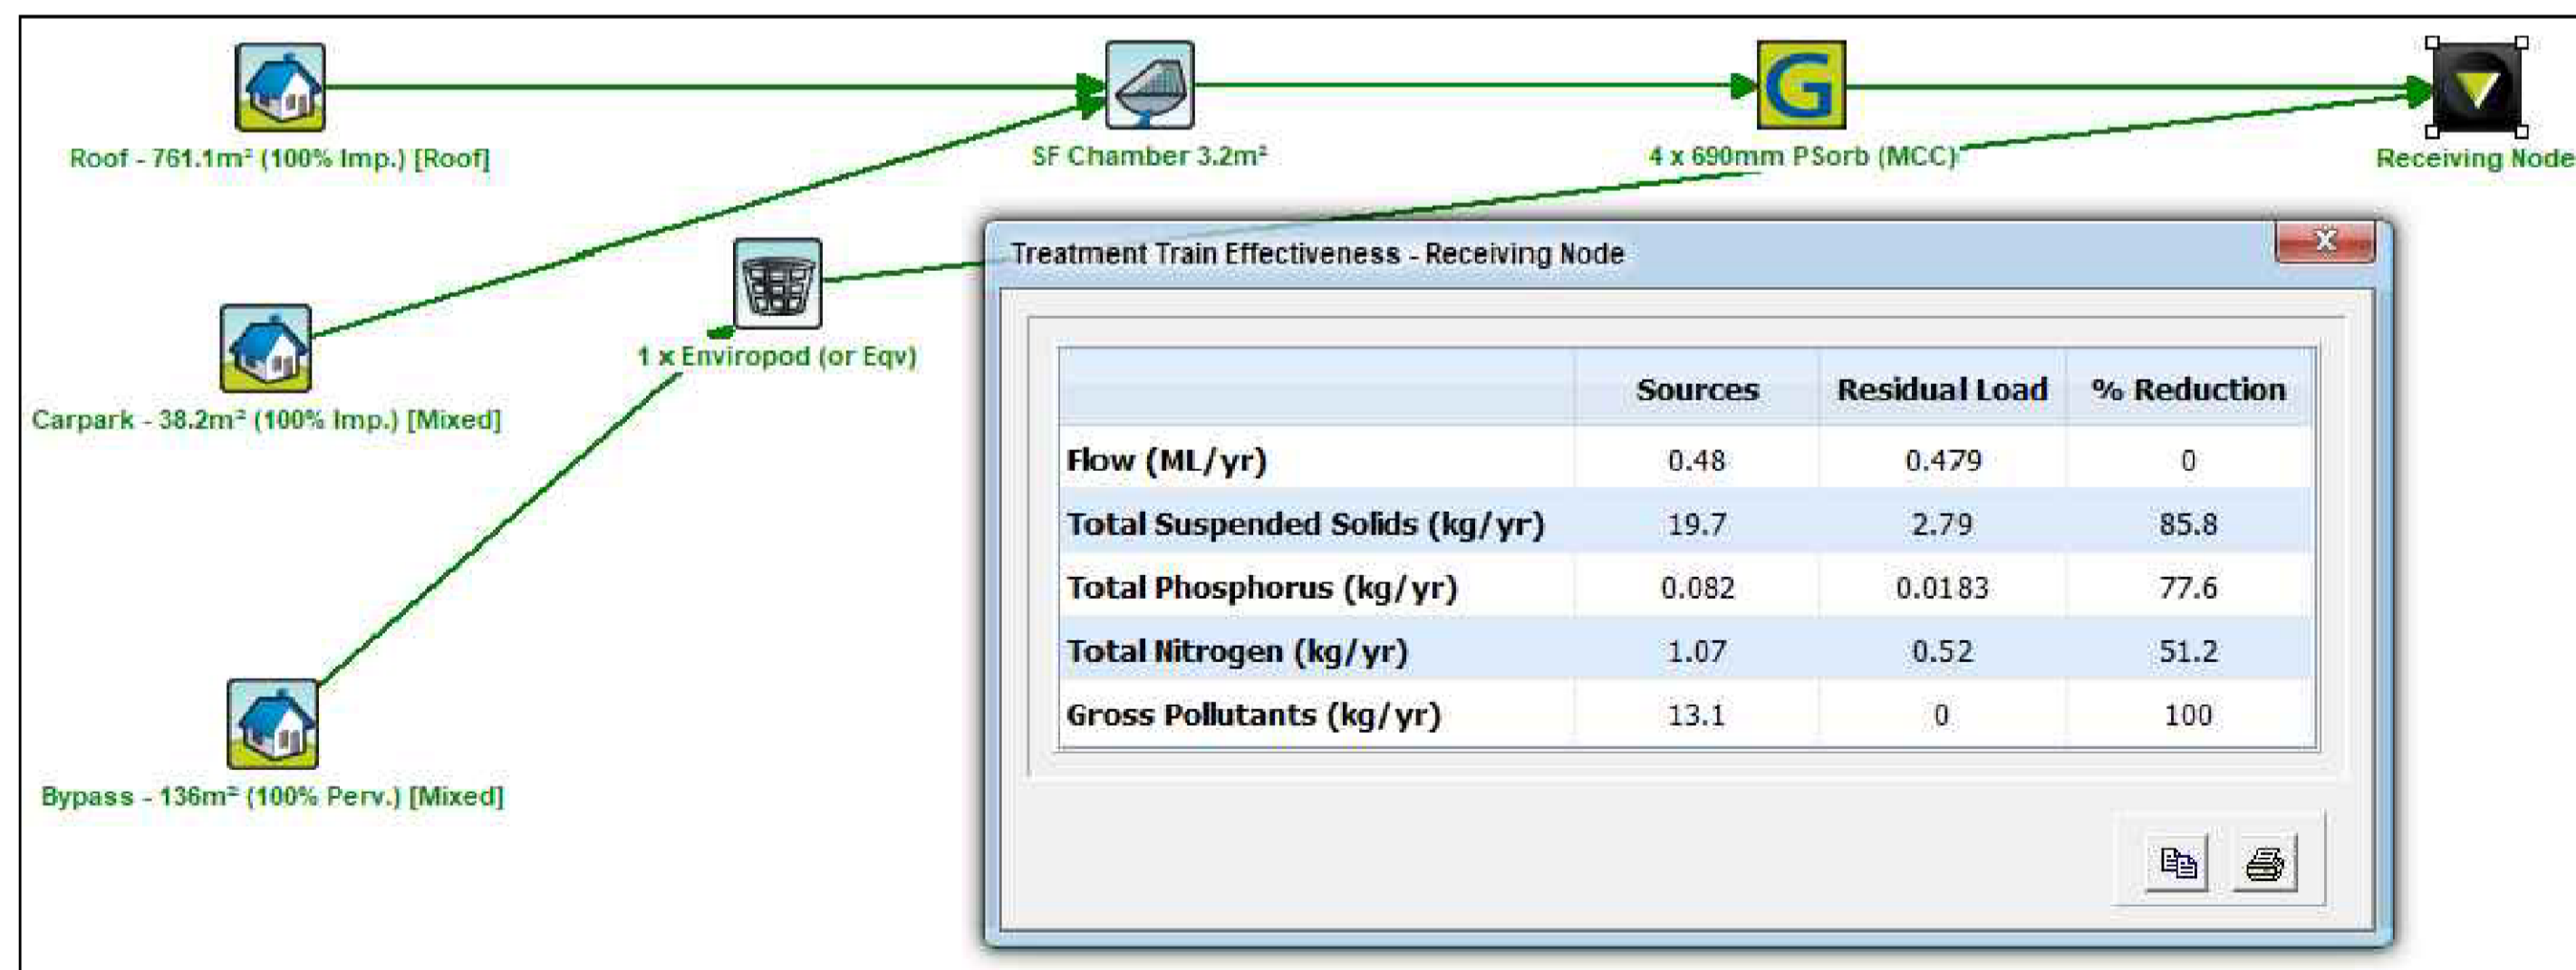 G
Roof - 761.1m² (100% Imp.) [Roof]
SF Chamber 3.2m²
4 x 690mm PSorb (MCC)
Receiving Node
1 x Enviropod (or Eqv)
Carpark - 38.2m² (100% Imp.) [Mixed]
Bypass - 136m² (100% Perv.) [Mixed]
Treatment Train Effectiveness - Receiving Node
x
Sources Residual Load % Reduction
Flow (ML/yr) 0.48 0.479 0
Total Suspended Solids (kg/yr) 19.7 2.79 85.8
Total Phosphorus (kg/yr) 0.082 0.0183 77.6
Total Nitrogen (kg/yr) 1.07 0.52 51.2
Gross Pollutants (kg/yr) 13.1 0 100